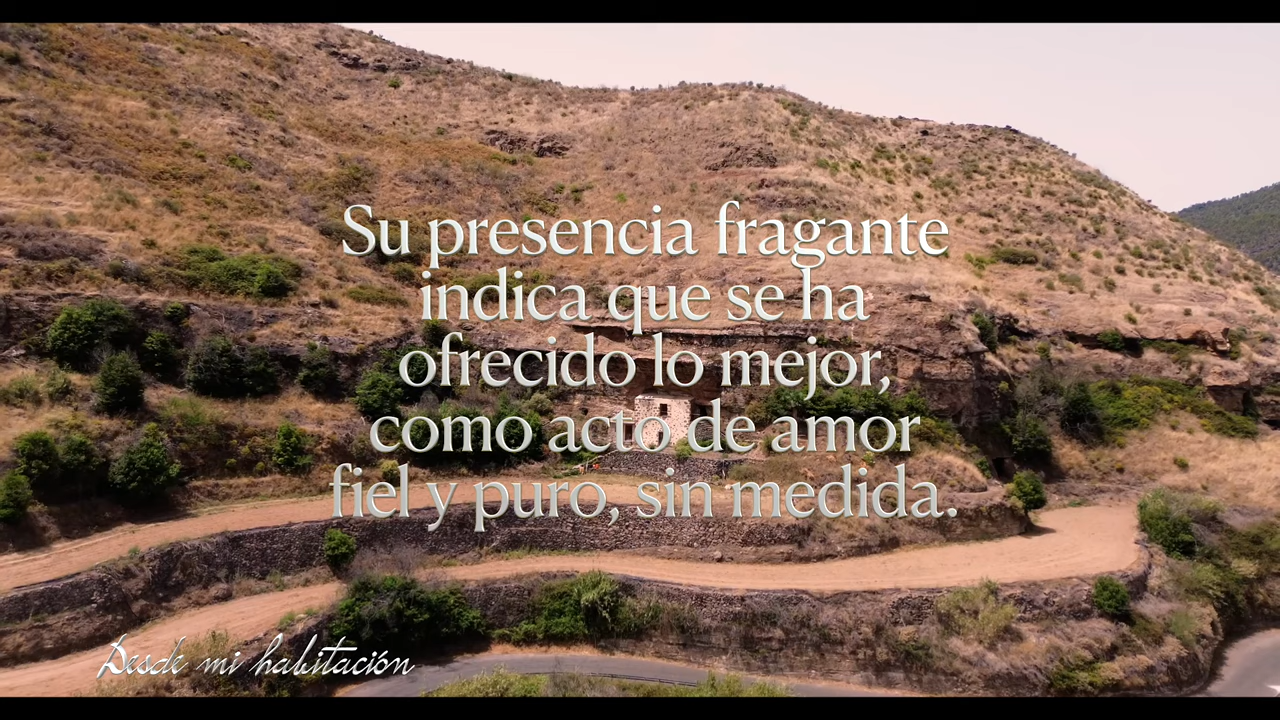 Su presencia fragante
indica que se ha
ofrecido lo mejor,
como acto de amor
fiel y puro, sin medida.
Desde mi habitación